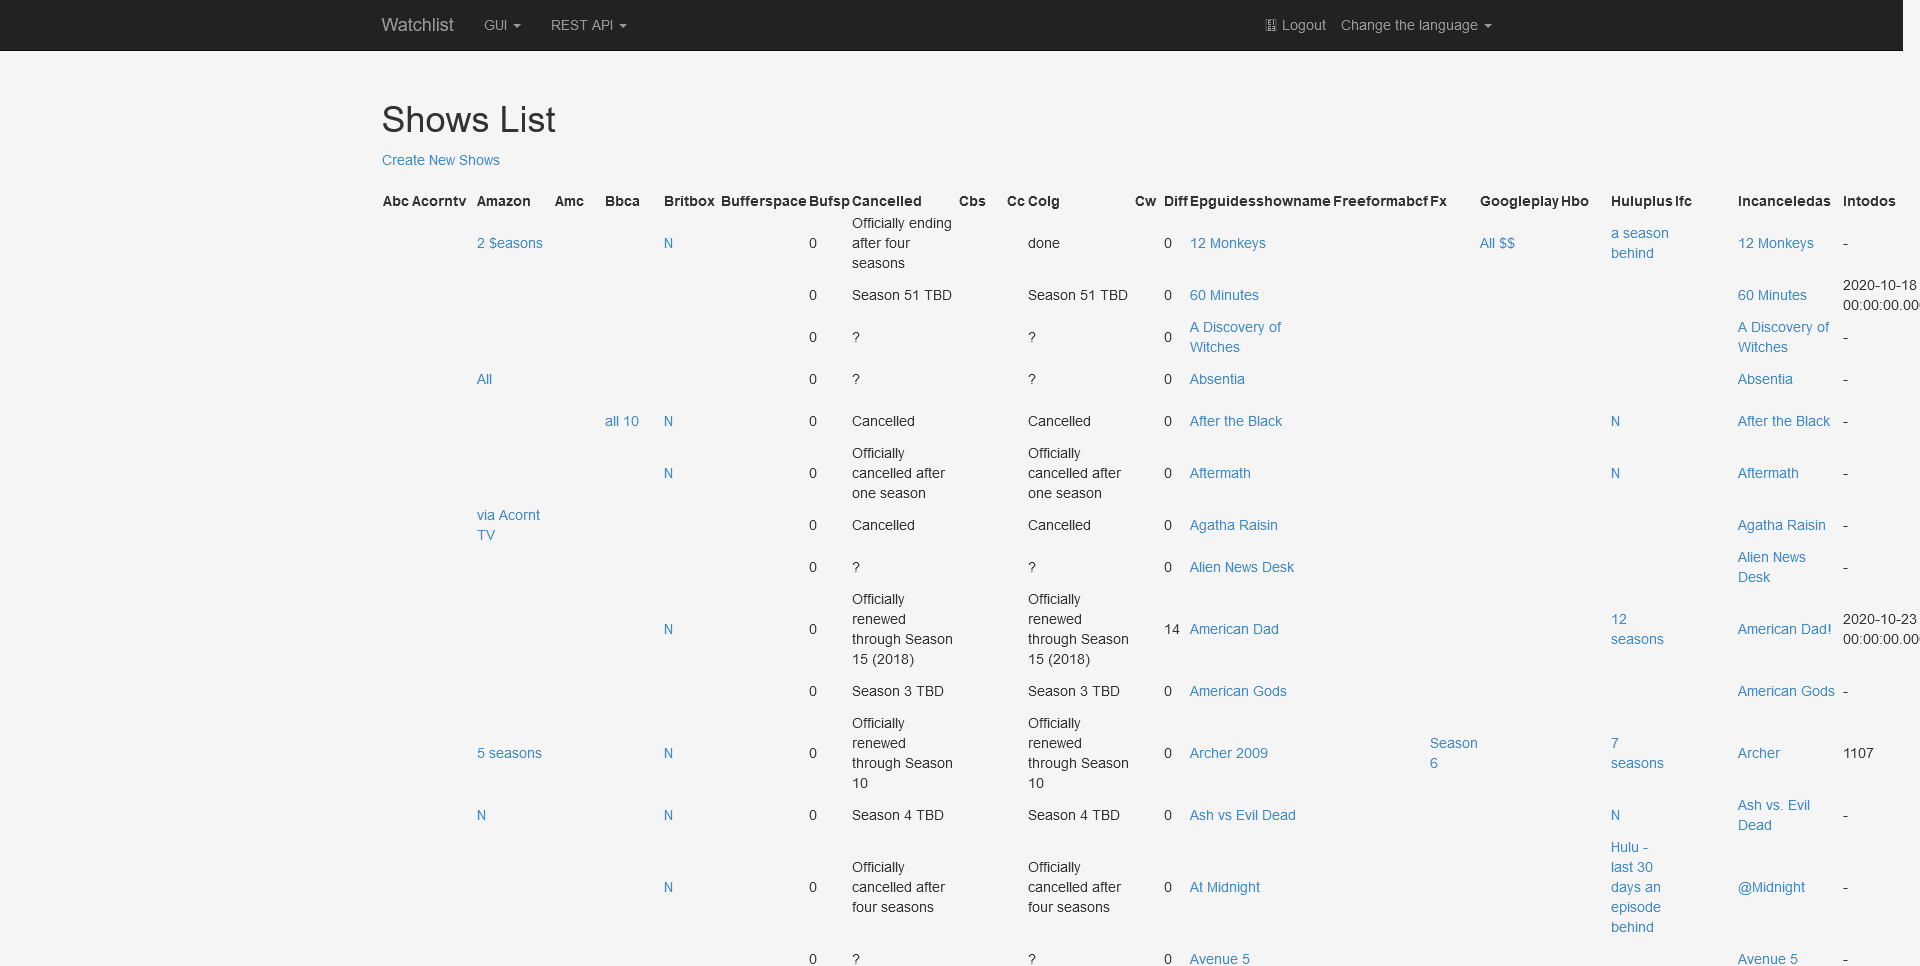 Watchlist GUI REST API Logout Change the language
Shows List
Create New Shows
Abc Acorntv Amazon Amc Bbca Britbox Bufferspace Bufsp Cancelled Cbs Cc Colg Cw Diff Epguidesshowname Freeformabcf Fx Googleplay Hbo Huluplus Ifc Incanceledas Intodos
2 $easons N 0 Officially ending after four seasons done 0 12 Monkeys All $$ a season behind 12 Monkeys -
0 Season 51 TBD Season 51 TBD 0 60 Minutes 60 Minutes 2020-10-18 00:00:00.00
0 ? ? 0 A Discovery of Witches A Discovery of Witches -
All 0 ? ? 0 Absentia Absentia -
all 10 N 0 Cancelled Cancelled 0 After the Black N After the Black -
N 0 Officially cancelled after one season Officially cancelled after one season 0 Aftermath N Aftermath -
via Acornt TV 0 Cancelled Cancelled 0 Agatha Raisin Agatha Raisin -
0 ? ? 0 Alien News Desk Alien News Desk -
N 0 Officially renewed through Season 15 (2018) Officially renewed through Season 15 (2018) 14 American Dad 12 seasons American Dad! 2020-10-23 00:00:00.00
0 Season 3 TBD Season 3 TBD 0 American Gods American Gods -
5 seasons N 0 Officially renewed through Season 10 Officially renewed through Season 10 0 Archer 2009 Season 6 7 seasons Archer 1107
N N 0 Season 4 TBD Season 4 TBD 0 Ash vs Evil Dead N Ash vs. Evil Dead -
N 0 Officially cancelled after four seasons Officially cancelled after four seasons 0 At Midnight Hulu - last 30 days an episode behind @Midnight -
0 ? ? 0 Avenue 5 Avenue 5 -